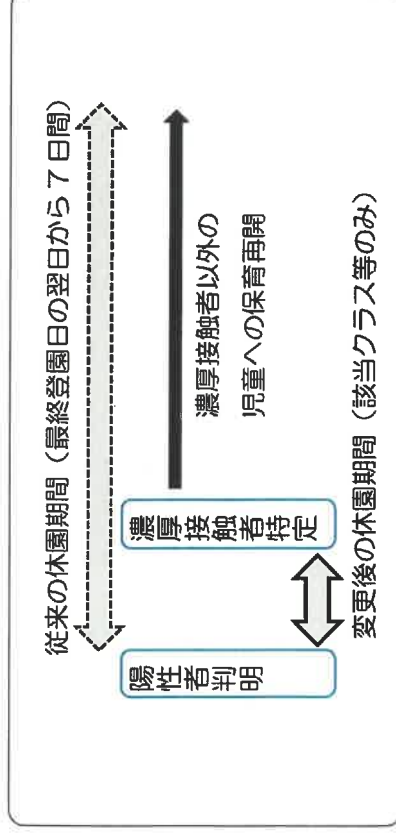 従来の休園期間（最終登園日の翌日から７日間）
陽性者判明
濃厚接触者特定
濃厚接触者以外の
児童への保育再開
変更後の休園期間（該当クラス等のみ）